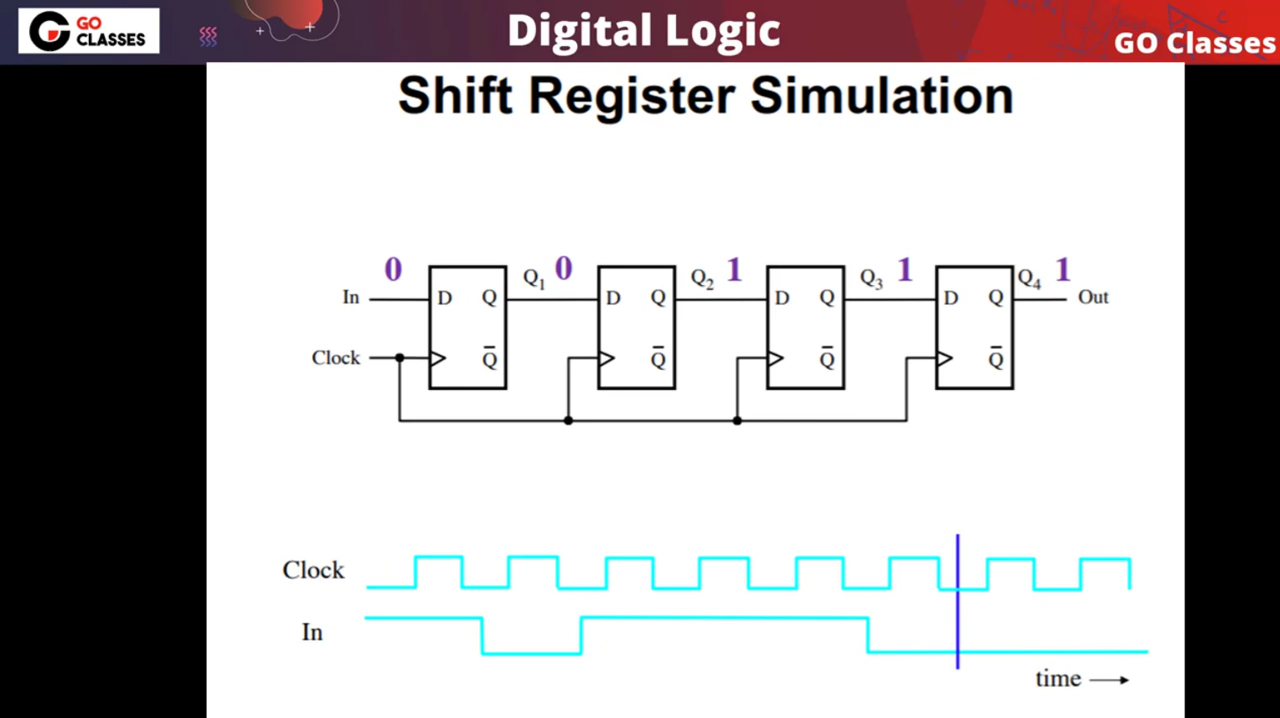 GO
CLASSES
Digital Logic
GO Classes
Shift Register Simulation
0 Q1 0 Q2 1 Q3 1 Q4 1
In D Q D Q D Q D Q Out
Clock Q̅ Q̅ Q̅ Q̅
Clock
In
time